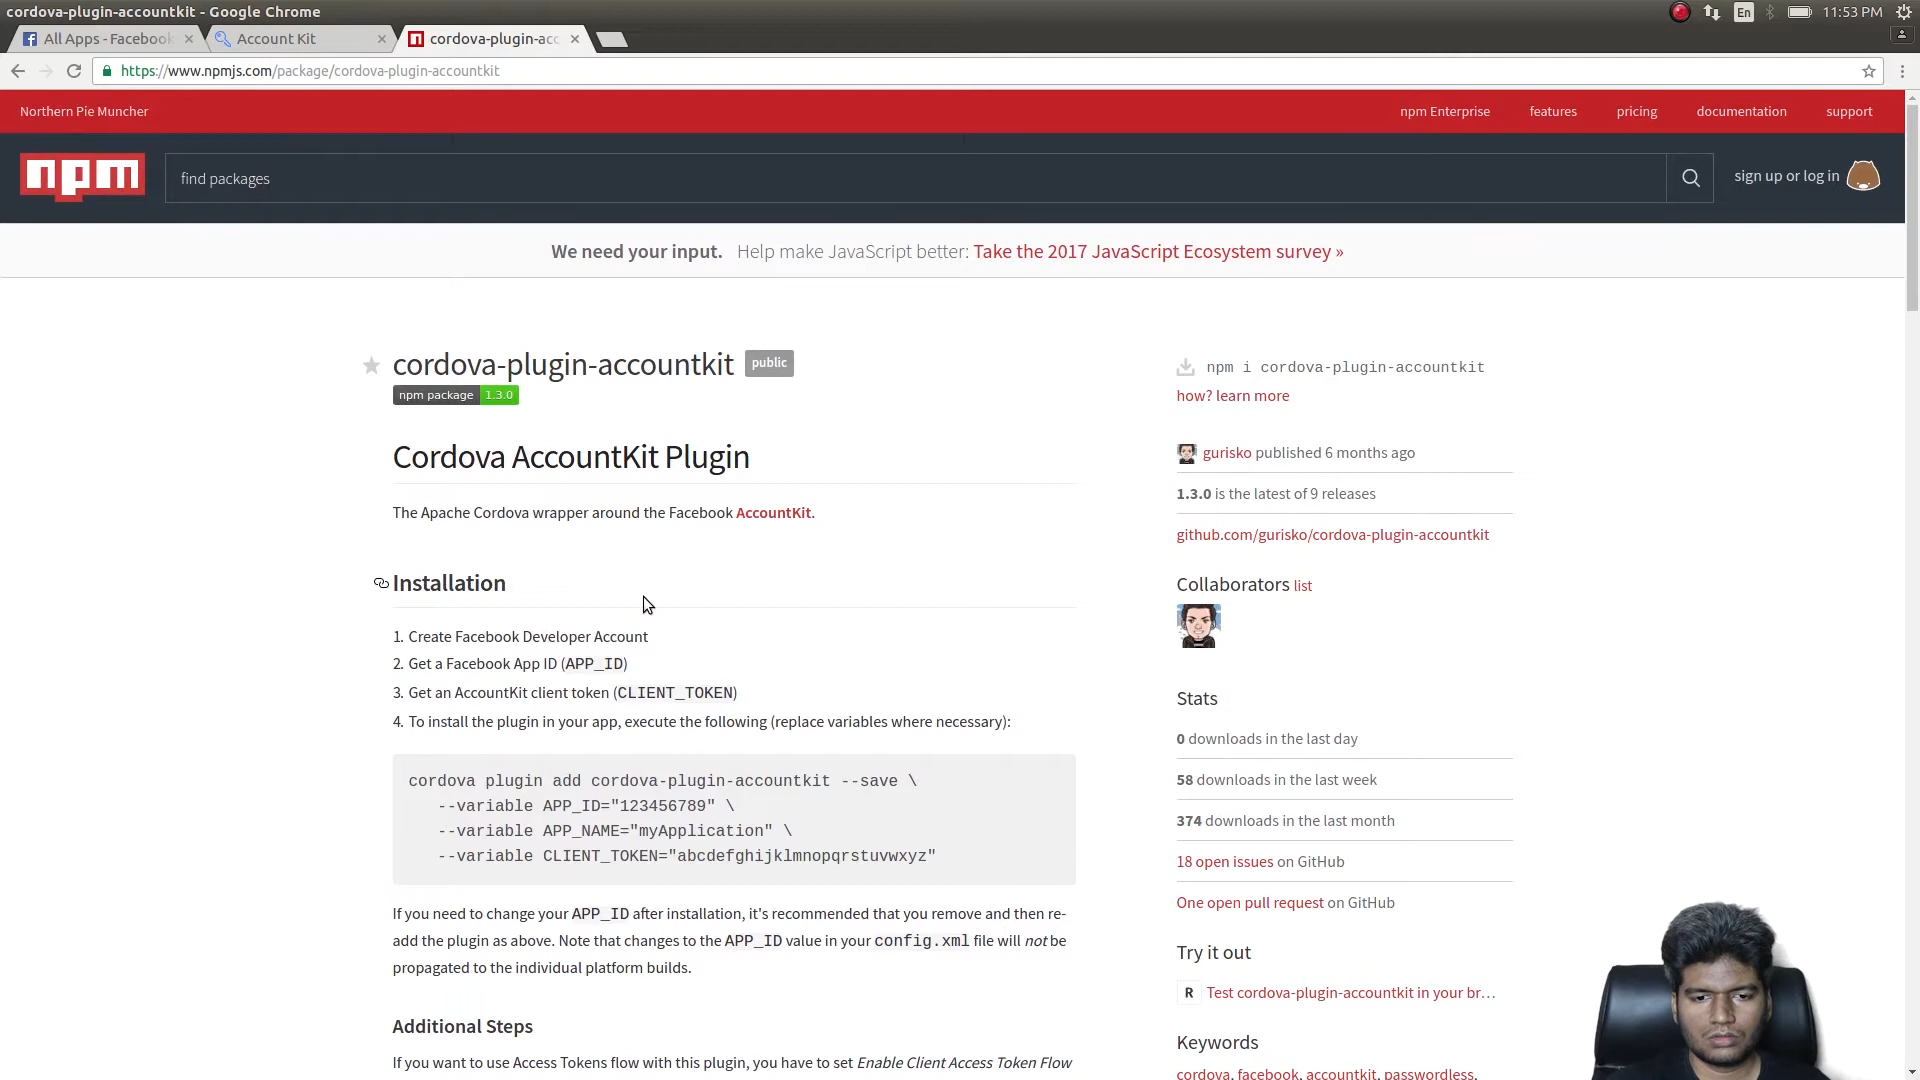 cordova-plugin-accountkit - Google Chrome
En
11:53 PM
All Apps - Facebook
Account Kit
cordova-plugin-acc
https://www.npmjs.com/package/cordova-plugin-accountkit
Northern Pie Muncher
npm Enterprise
features
pricing
documentation
support
npm
find packages
sign up or log in
We need your input. Help make JavaScript better: Take the 2017 JavaScript Ecosystem survey »
cordova-plugin-accountkit public
npm package 1.3.0
Cordova AccountKit Plugin
The Apache Cordova wrapper around the Facebook AccountKit.
Installation
1. Create Facebook Developer Account
2. Get a Facebook App ID (APP_ID)
3. Get an AccountKit client token (CLIENT_TOKEN)
4. To install the plugin in your app, execute the following (replace variables where necessary):
cordova plugin add cordova-plugin-accountkit --save \
--variable APP_ID="123456789" \
--variable APP_NAME="myApplication" \
--variable CLIENT_TOKEN="abcdefghijklmnopqrstuvwxyz"
If you need to change your APP_ID after installation, it's recommended that you remove and then re-
add the plugin as above. Note that changes to the APP_ID value in your config.xml file will not be
propagated to the individual platform builds.
Additional Steps
If you want to use Access Tokens flow with this plugin, you have to set Enable Client Access Token Flow
npm i cordova-plugin-accountkit
how? learn more
gurisko published 6 months ago
1.3.0 is the latest of 9 releases
github.com/gurisko/cordova-plugin-accountkit
Collaborators list
Stats
0 downloads in the last day
58 downloads in the last week
374 downloads in the last month
18 open issues on GitHub
One open pull request on GitHub
Try it out
R Test cordova-plugin-accountkit in your br…
Keywords
cordova, facebook, accountkit, passwordless,